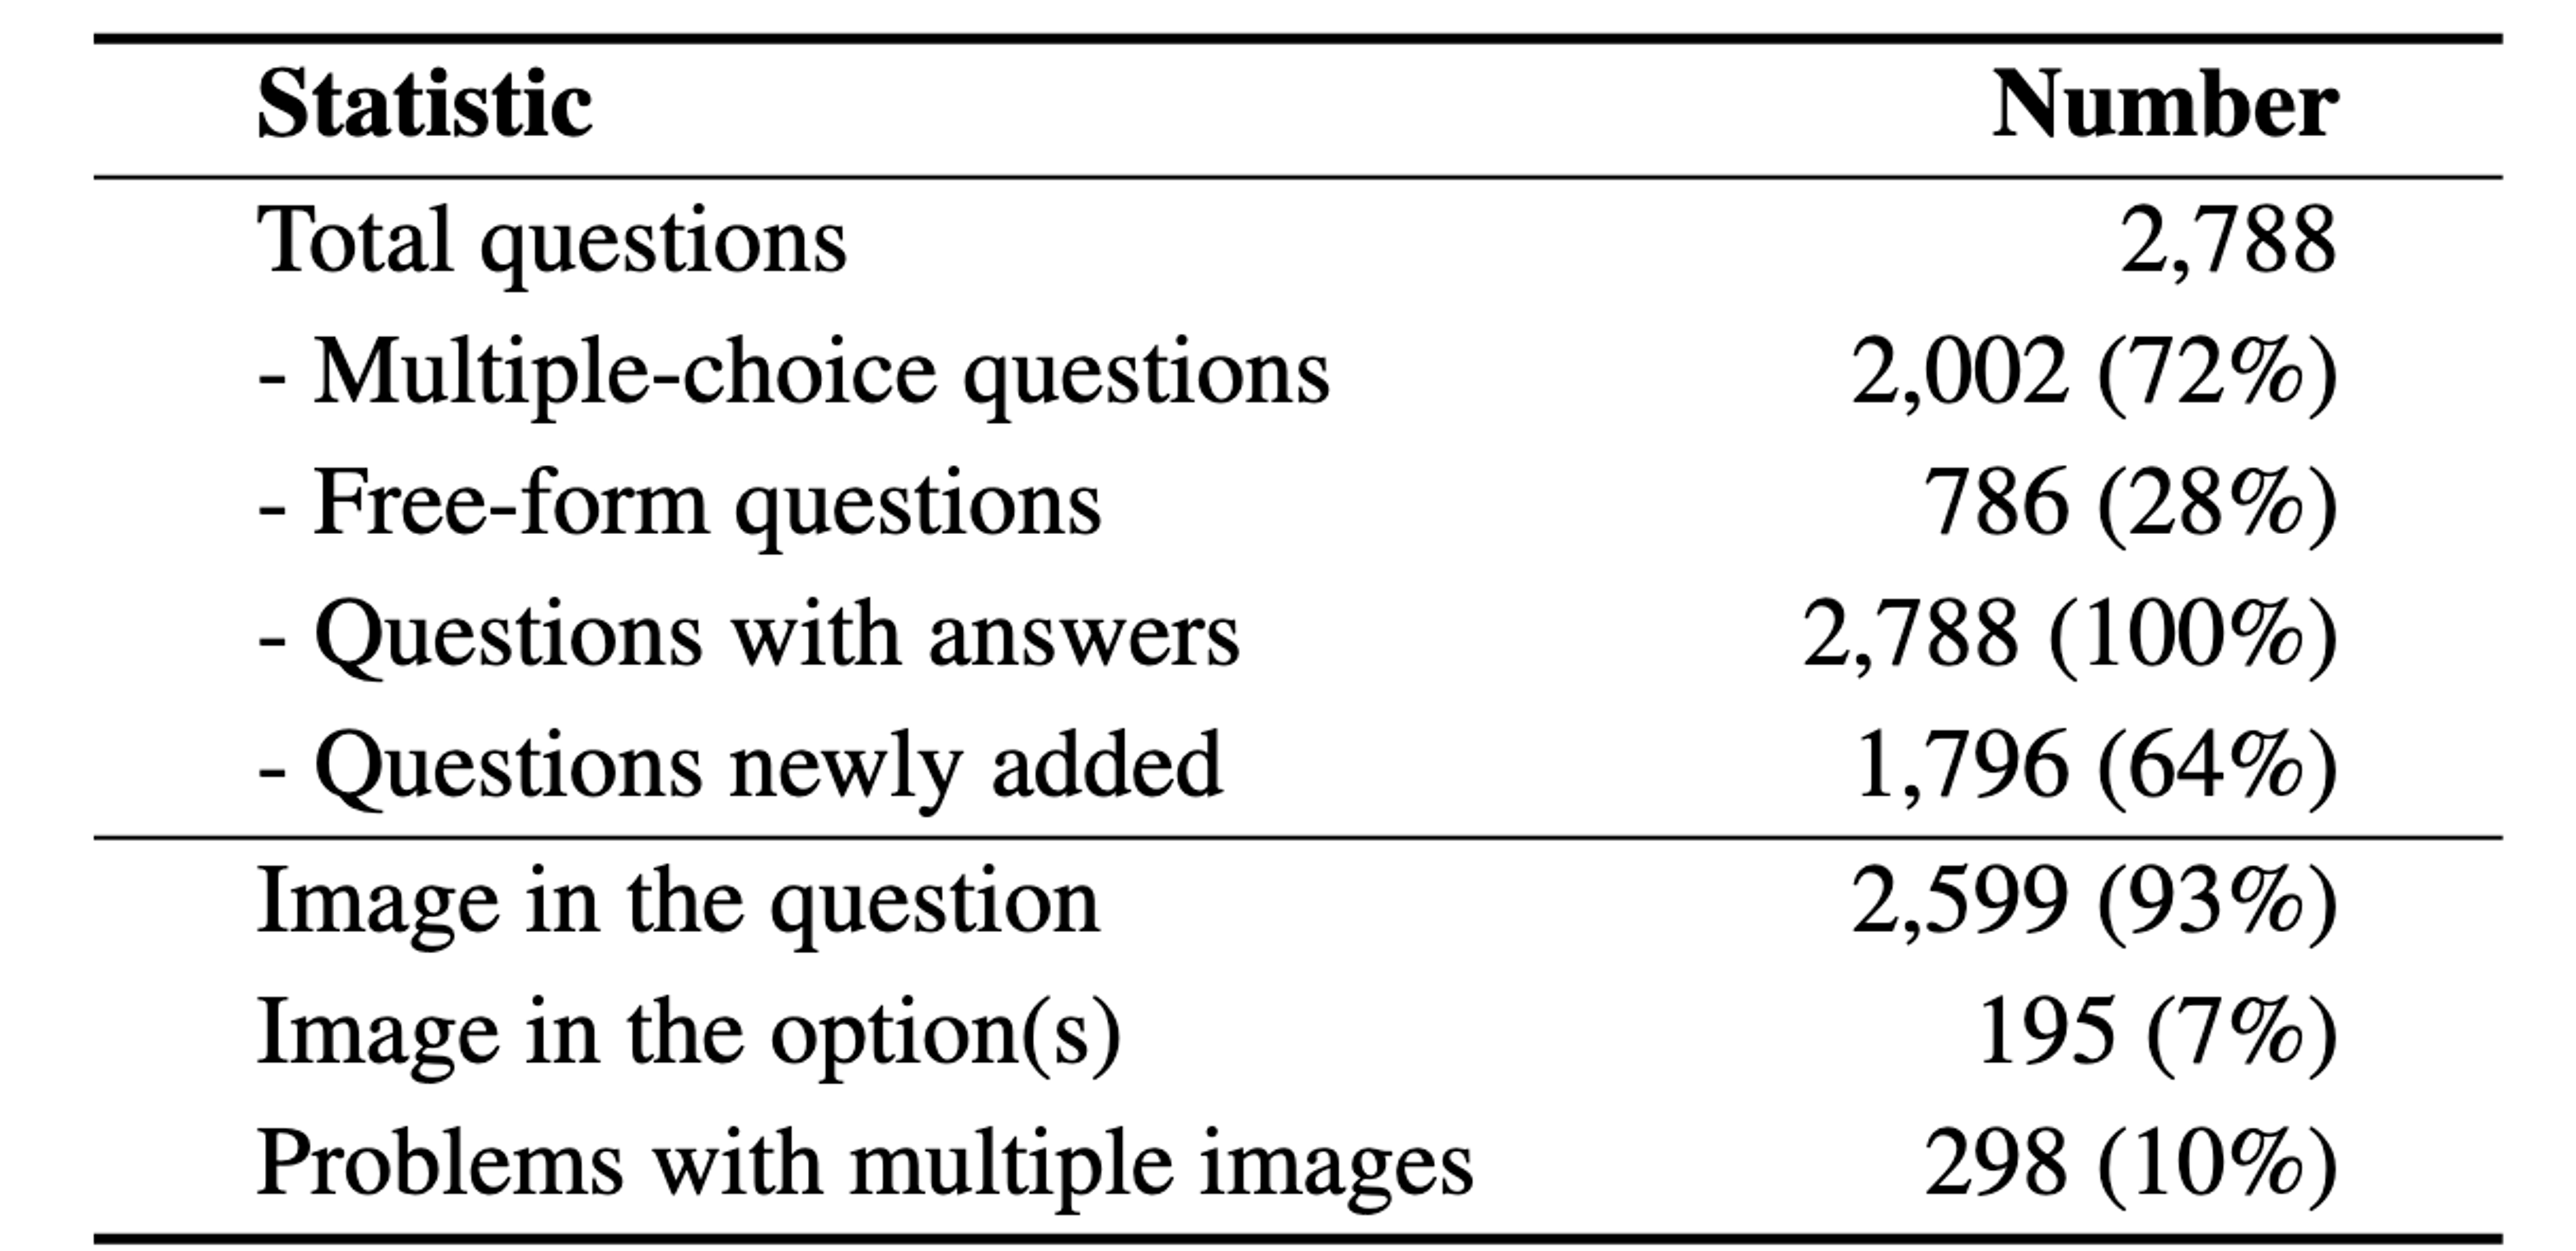 Statistic Number
Total questions 2,788
- Multiple-choice questions 2,002 (72%)
- Free-form questions 786 (28%)
- Questions with answers 2,788 (100%)
- Questions newly added 1,796 (64%)
Image in the question 2,599 (93%)
Image in the option(s) 195 (7%)
Problems with multiple images 298 (10%)